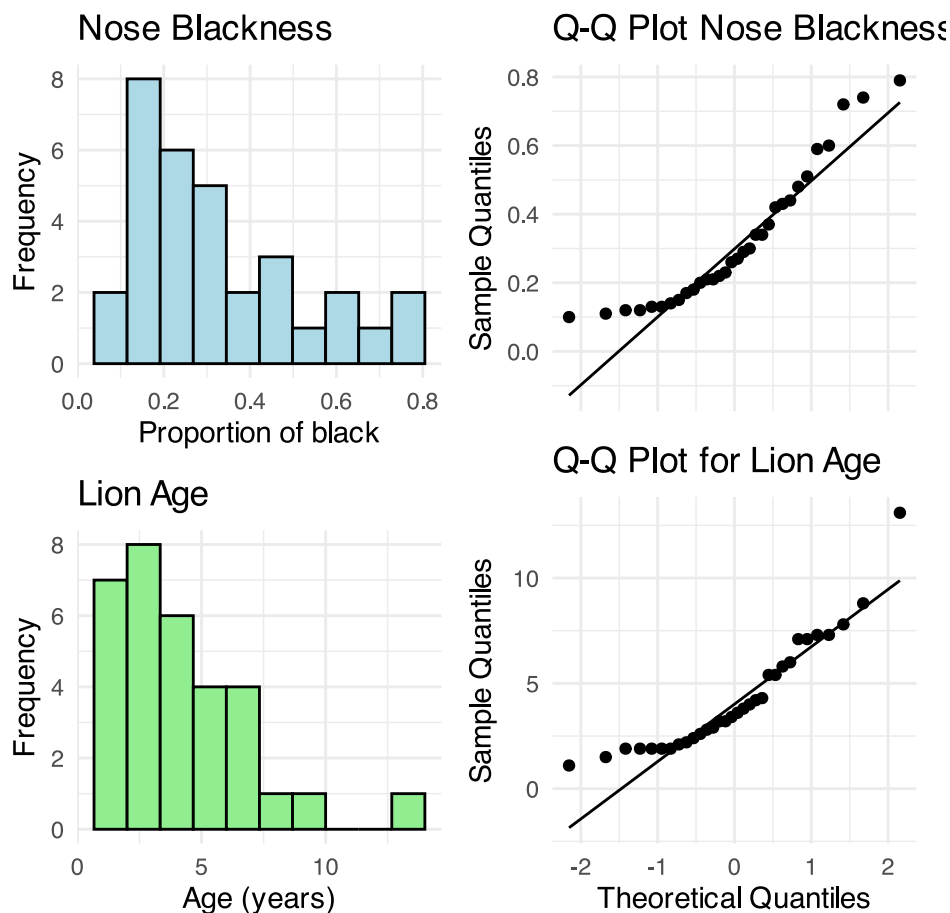 Nose Blackness
8
6
4
2
0
Frequency
0.0 0.2 0.4 0.6 0.8
Proportion of black
Q-Q Plot Nose Blackness
0.8
0.6
0.4
0.2
0.0
Sample Quantiles
Lion Age
8
6
4
2
0
Frequency
0 5 10
Age (years)
Q-Q Plot for Lion Age
10
5
0
Sample Quantiles
-2 -1 0 1 2
Theoretical Quantiles